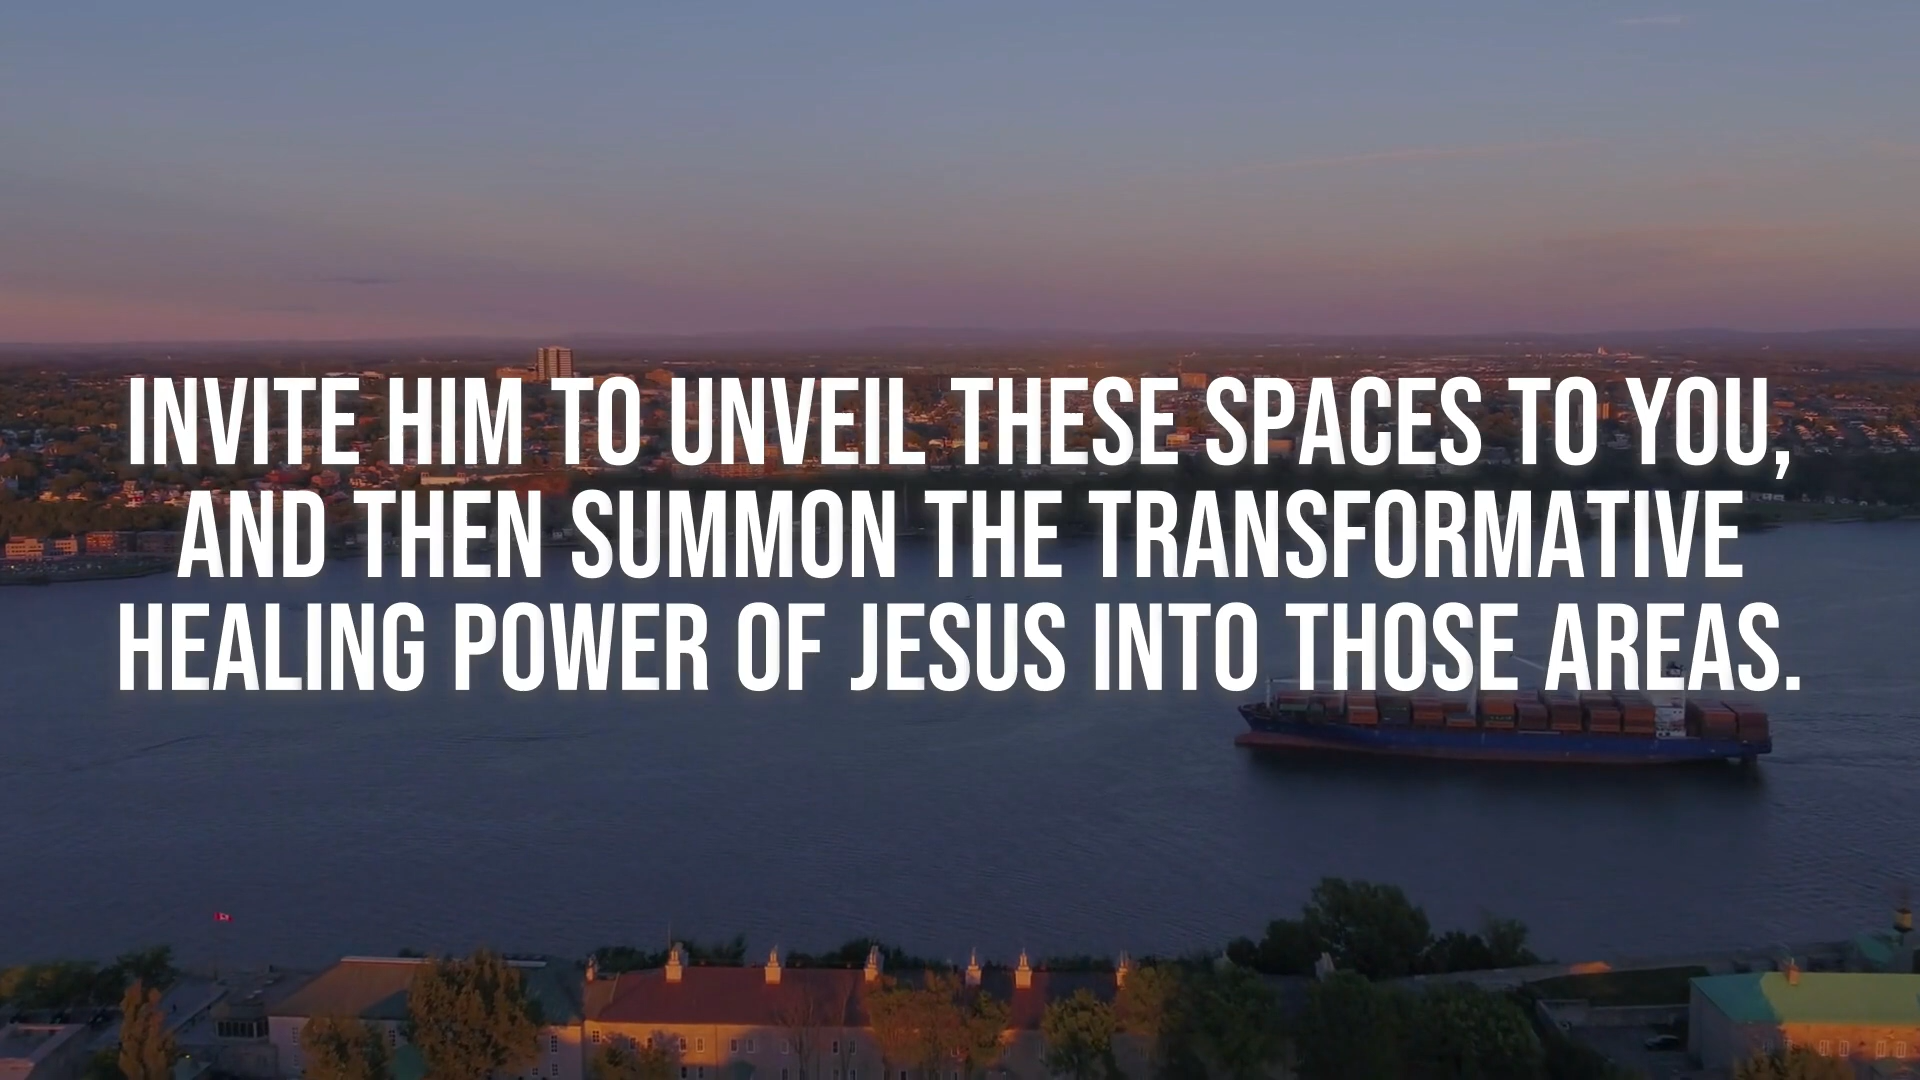 INVITE HIM TO UNVEIL THESE SPACES TO YOU,
AND THEN SUMMON THE TRANSFORMATIVE
HEALING POWER OF JESUS INTO THOSE AREAS.